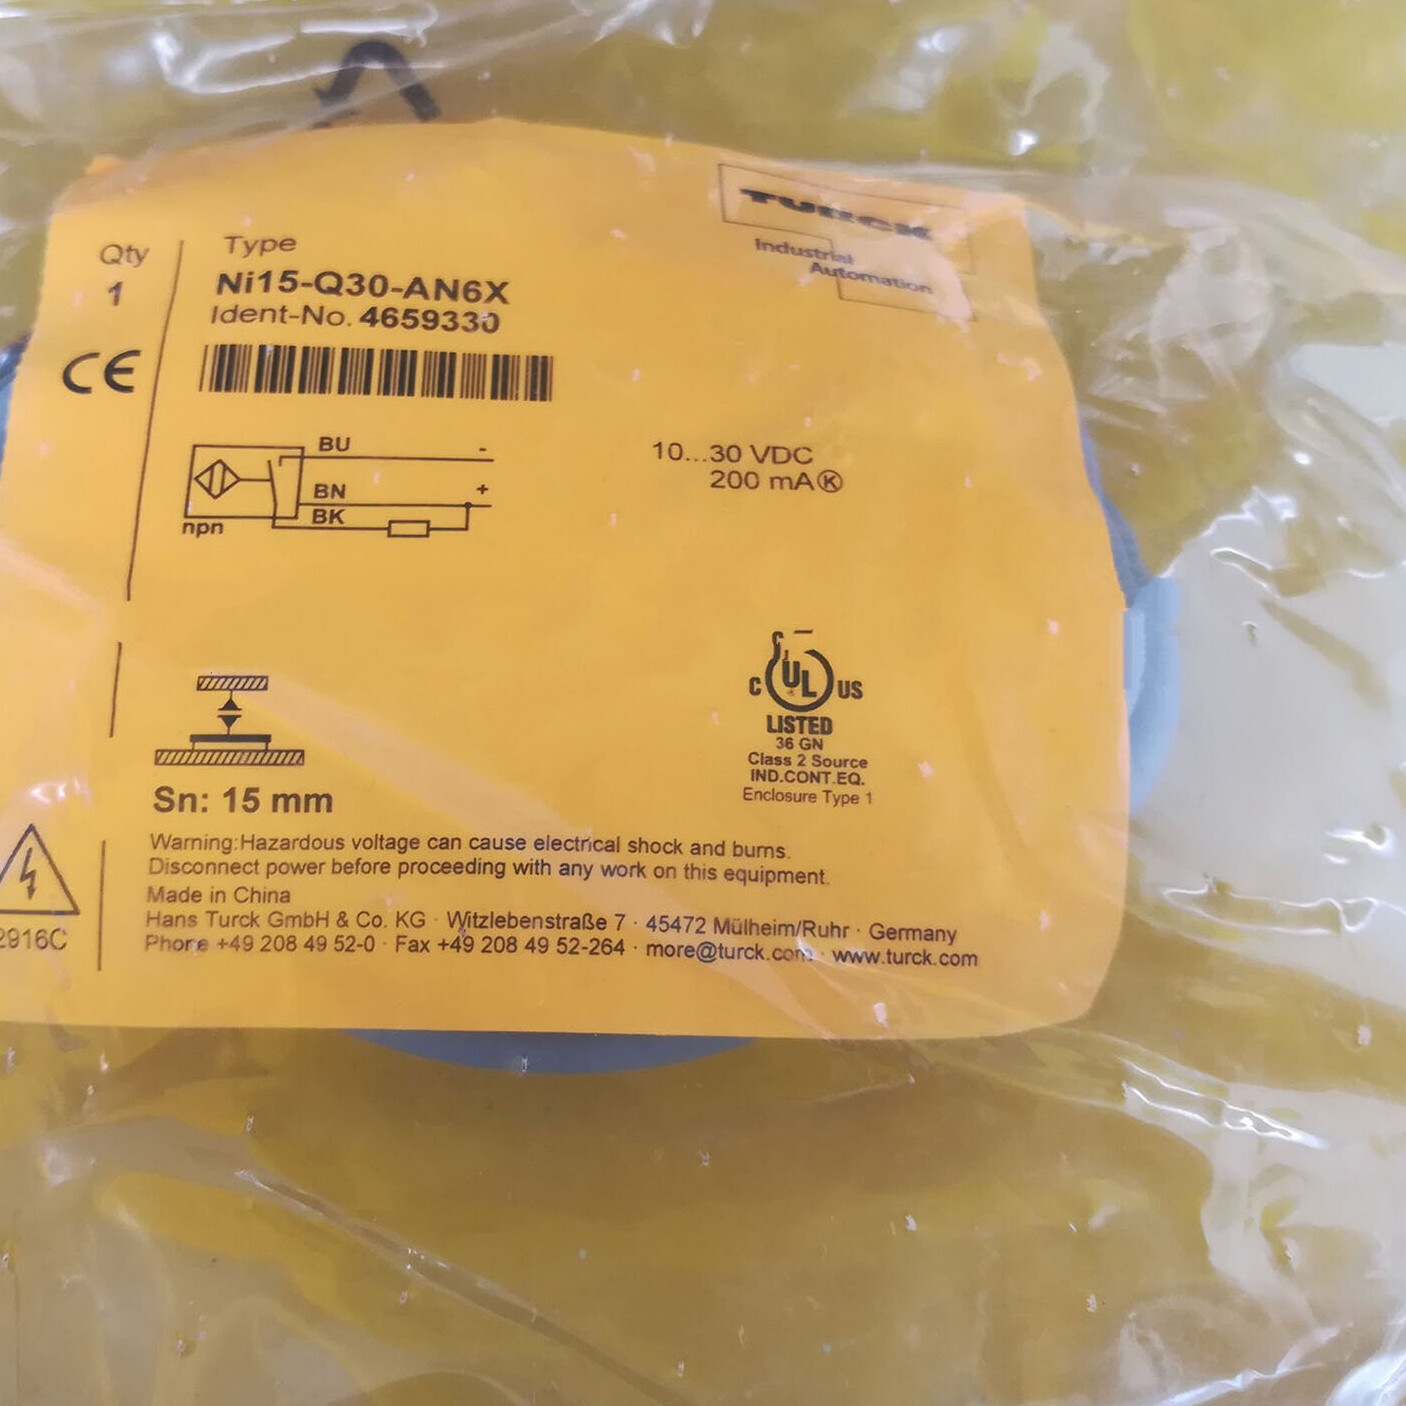 TURCK
Industrial
Automation
Qty
1
Type
Ni15-Q30-AN6X
Ident-No. 4659330
CE
BU -
BN +
BK
npn
10...30 VDC
200 mA Ⓚ
C UL US
LISTED
36 GN
Class 2 Source
IND.CONT.EQ.
Enclosure Type 1
Sn: 15 mm
Warning:Hazardous voltage can cause electrical shock and burns.
Disconnect power before proceeding with any work on this equipment.
Made in China
Hans Turck GmbH & Co. KG · Witzlebenstraße 7 · 45472 Mülheim/Ruhr · Germany
Phone +49 208 49 52-0 · Fax +49 208 49 52-264 · more@turck.com · www.turck.com
2916C